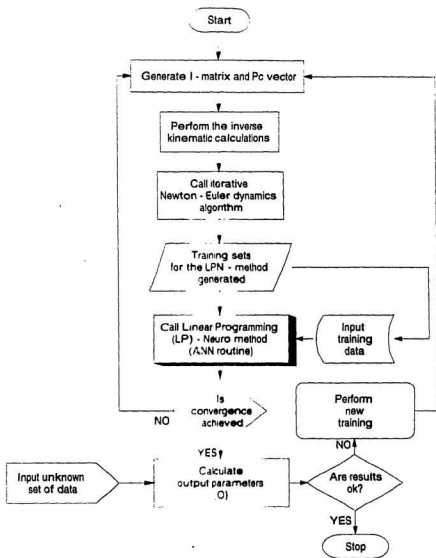 Start
Generate I - matrix and Pc vector
Perform the inverse
kinematic calculations
Call iterative
Newton - Euler dynamics
algorithm
Training sets
for the LPN - method
generated
Call Linear Programming
(LP) - Neuro method
(ANN routine)
Input
training
data
Is
convergence
achieved
NO
Perform
new
training
YES
NO
Input unknown
set of data
Calculate
output parameters
O)
Are results
ok?
YES
Stop